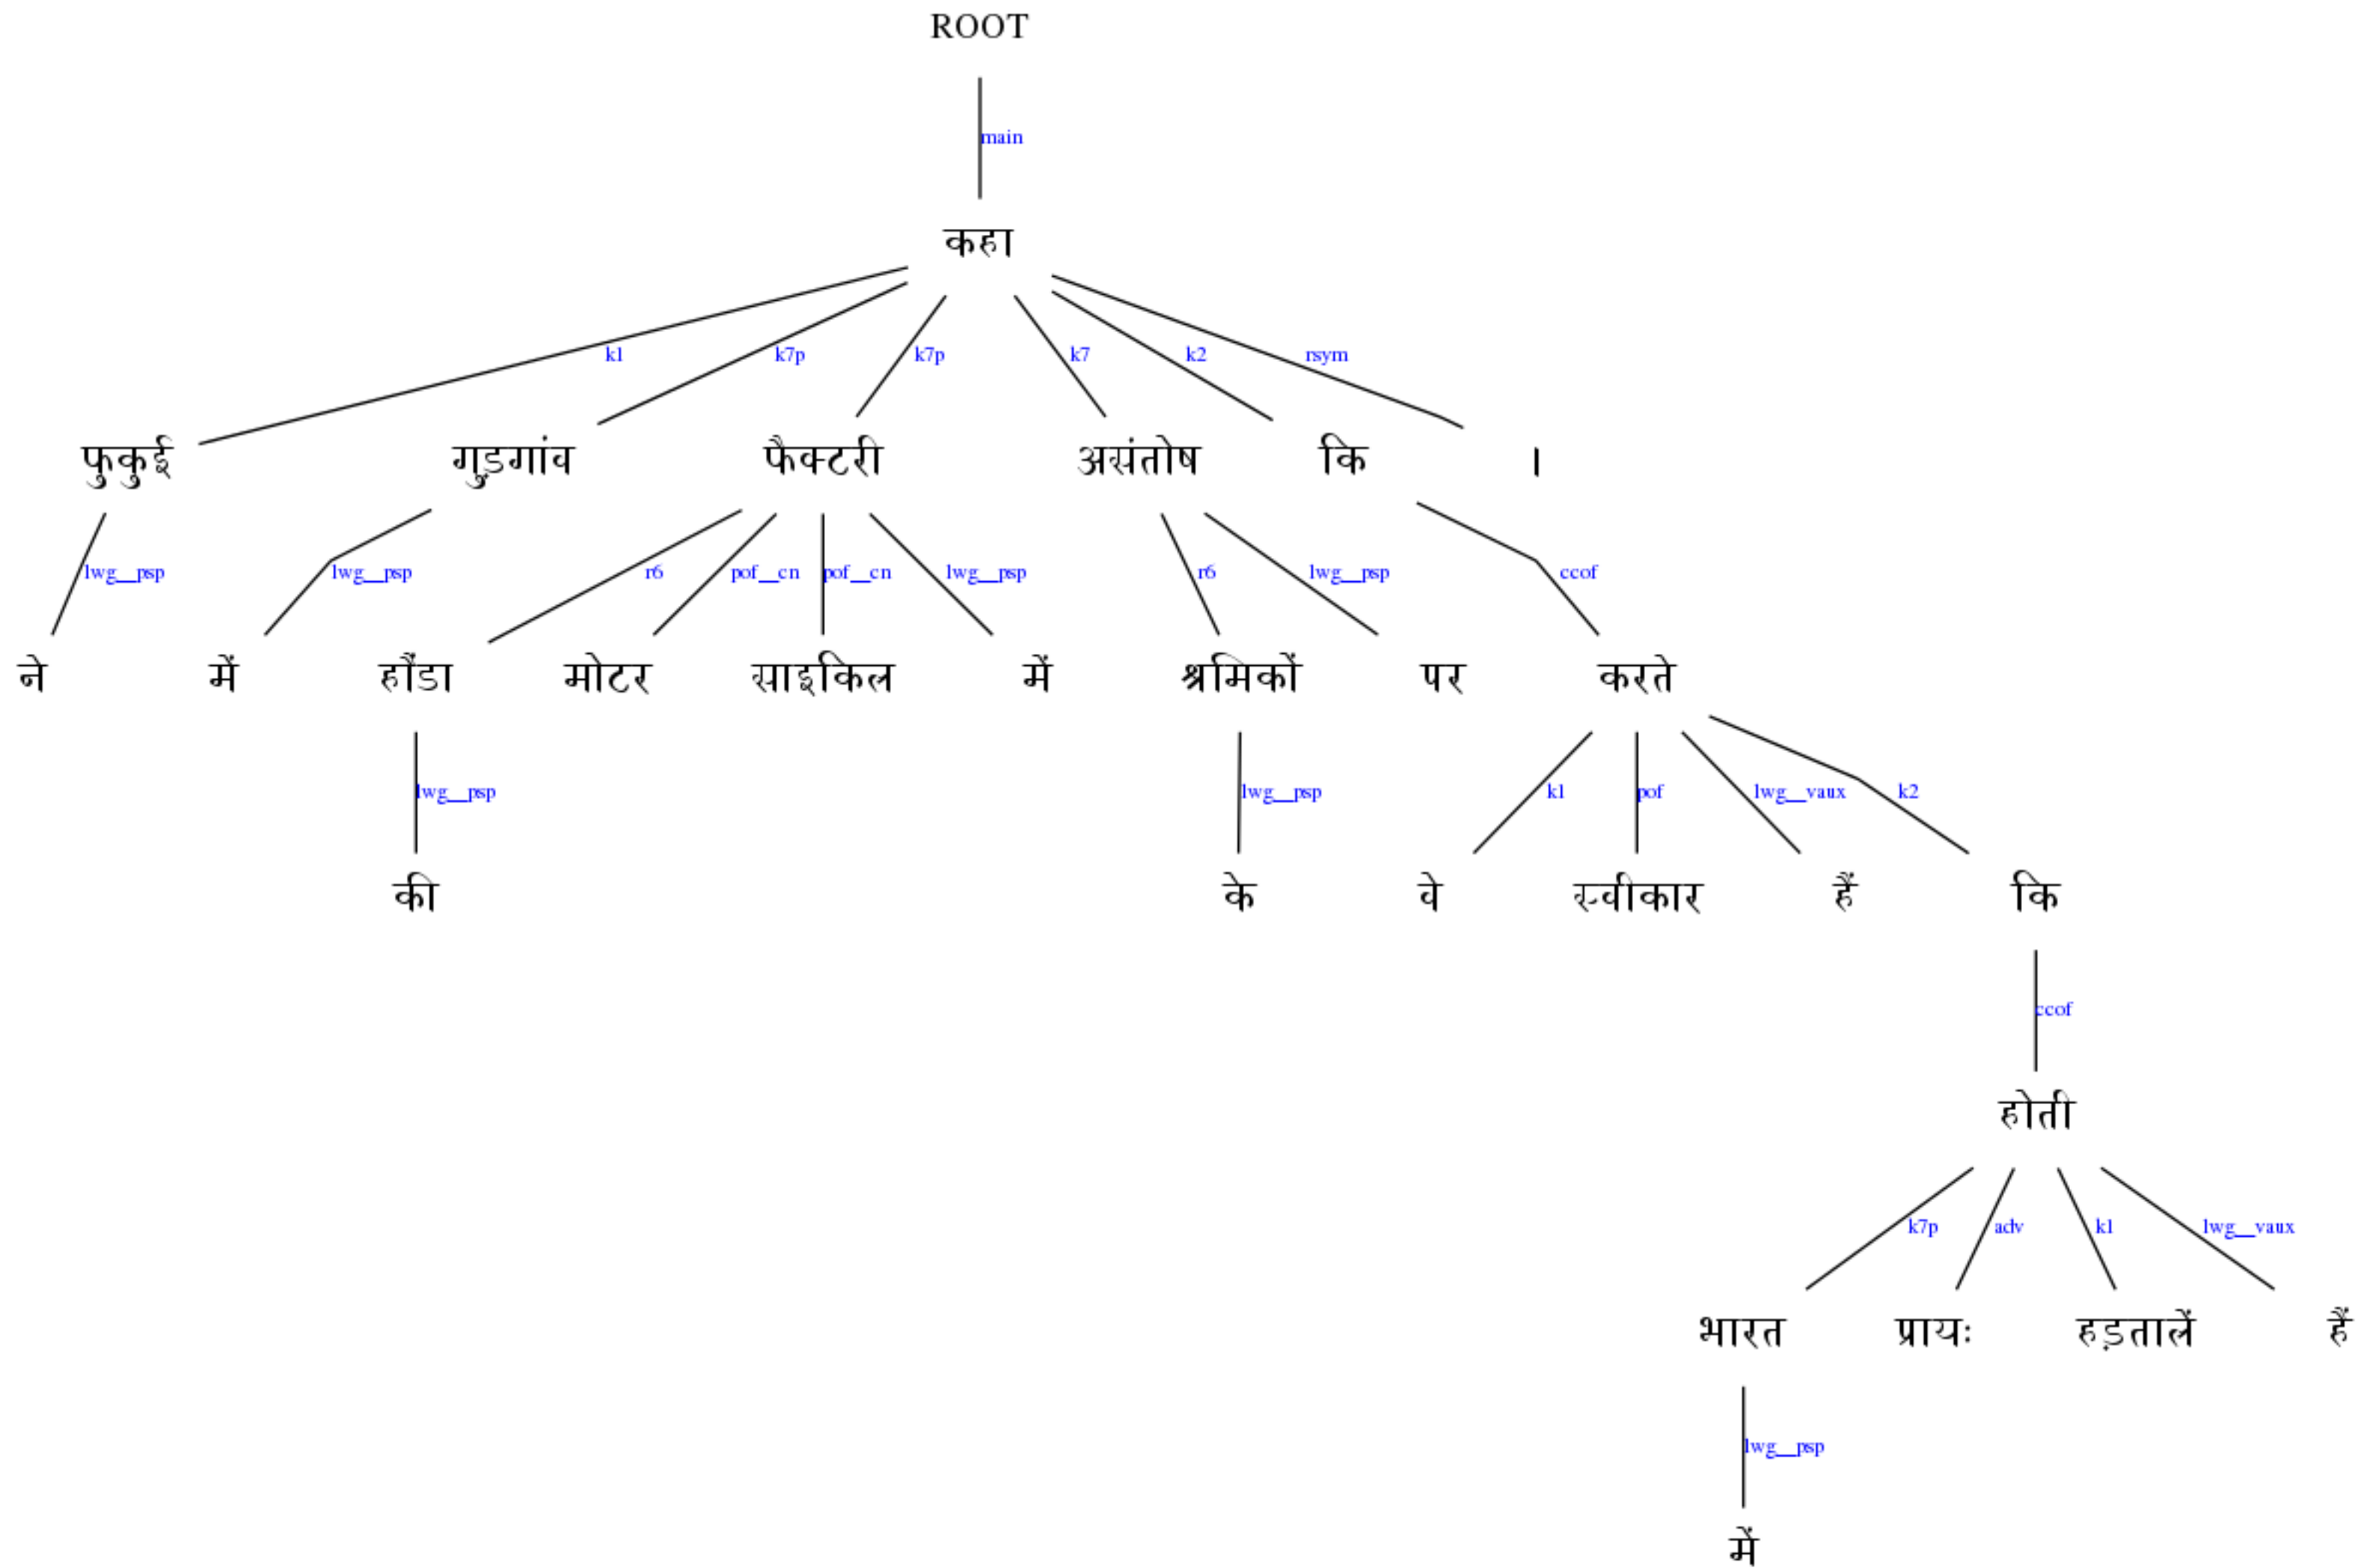 ROOT
main
कहा
k1 k7p k7p k7 k2 rsym
फुकुई गुड़गांव फैक्टरी असंतोष कि ।
lwg__psp lwg__psp r6 pof__cn pof__cn lwg__psp r6 lwg__psp ccof
ने में हौंडा मोटर साइकिल में श्रमिकों पर करते
lwg__psp lwg__psp k1 pof lwg__vaux k2
की के वे स्वीकार हैं कि
ccof
होती
k7p adv k1 lwg__vaux
भारत प्रायः हड़तालें हैं
lwg__psp
में